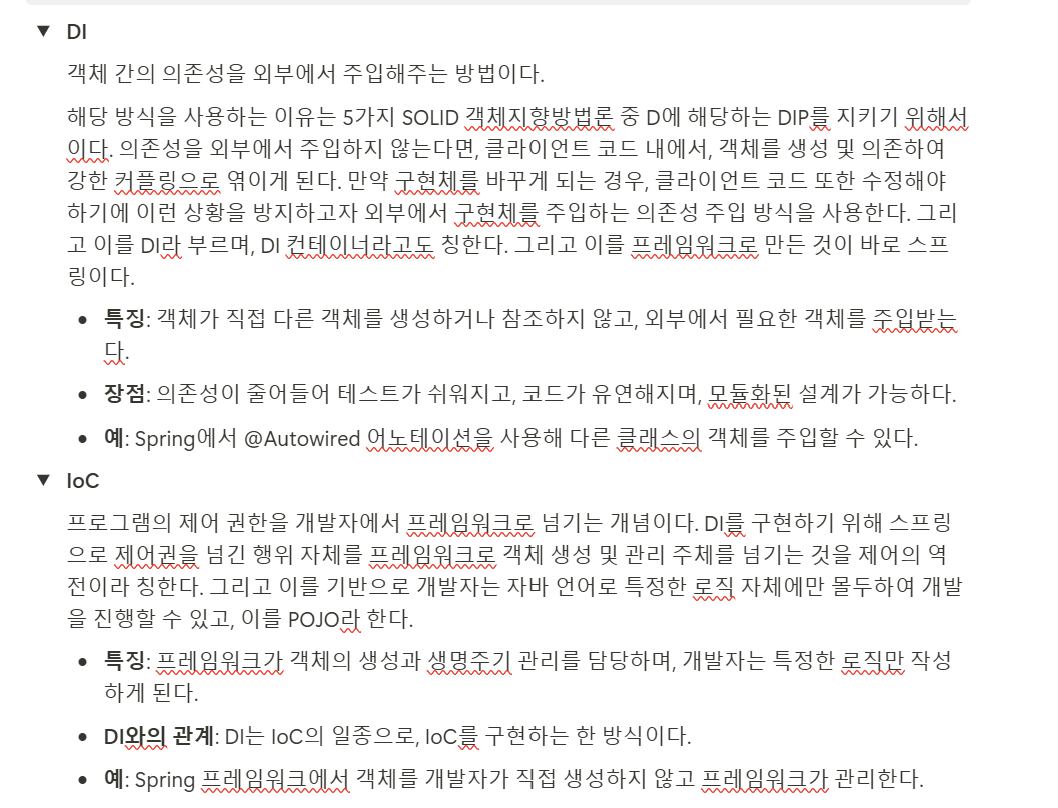 DI
객체 간의 의존성을 외부에서 주입해주는 방법이다.
해당 방식을 사용하는 이유는 5가지 SOLID 객체지향방법론 중 D에 해당하는 DIP를 지키기 위해서
이다. 의존성을 외부에서 주입하지 않는다면, 클라이언트 코드 내에서, 객체를 생성 및 의존하여
강한 커플링으로 엮이게 된다. 만약 구현체를 바꾸게 되는 경우, 클라이언트 코드 또한 수정해야
하기에 이런 상황을 방지하고자 외부에서 구현체를 주입하는 의존성 주입 방식을 사용한다. 그리
고 이를 DI라 부르며, DI 컨테이너라고도 칭한다. 그리고 이를 프레임워크로 만든 것이 바로 스프
링이다.
• 특징: 객체가 직접 다른 객체를 생성하거나 참조하지 않고, 외부에서 필요한 객체를 주입받는
다.
• 장점: 의존성이 줄어들어 테스트가 쉬워지고, 코드가 유연해지며, 모듈화된 설계가 가능하다.
• 예: Spring에서 @Autowired 어노테이션을 사용해 다른 클래스의 객체를 주입할 수 있다.
IoC
프로그램의 제어 권한을 개발자에서 프레임워크로 넘기는 개념이다. DI를 구현하기 위해 스프링
으로 제어권을 넘긴 행위 자체를 프레임워크로 객체 생성 및 관리 주체를 넘기는 것을 제어의 역
전이라 칭한다. 그리고 이를 기반으로 개발자는 자바 언어로 특정한 로직 자체에만 몰두하여 개발
을 진행할 수 있고, 이를 POJO라 한다.
• 특징: 프레임워크가 객체의 생성과 생명주기 관리를 담당하며, 개발자는 특정한 로직만 작성
하게 된다.
• DI와의 관계: DI는 IoC의 일종으로, IoC를 구현하는 한 방식이다.
• 예: Spring 프레임워크에서 객체를 개발자가 직접 생성하지 않고 프레임워크가 관리한다.